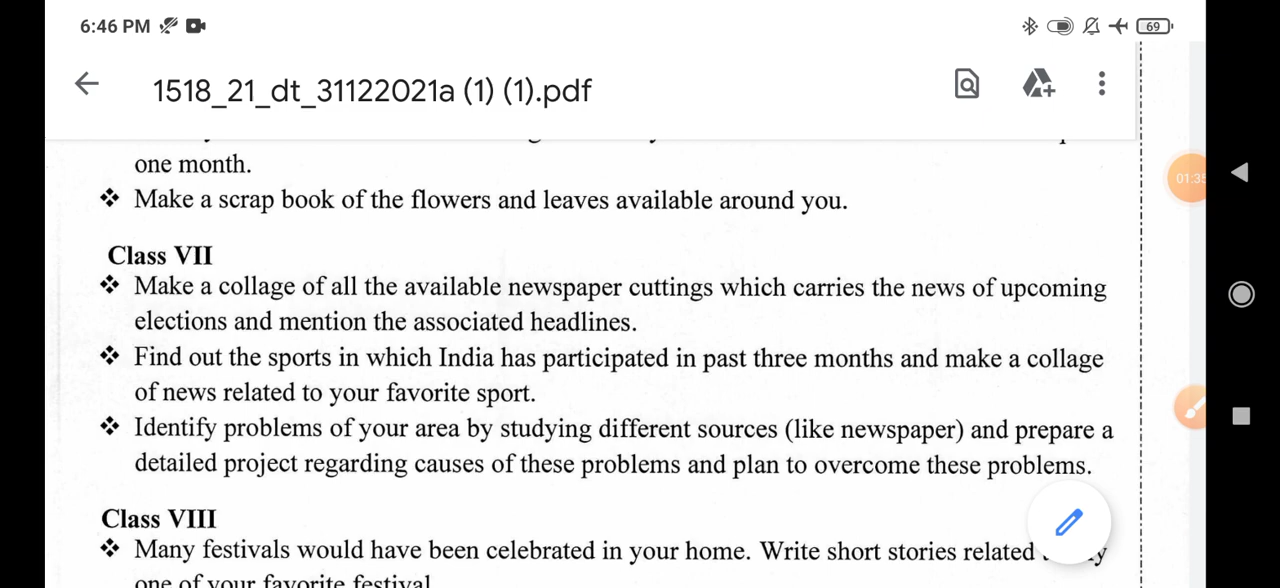 6:46 PM
69
1518_21_dt_31122021a (1) (1).pdf
one month.
❖ Make a scrap book of the flowers and leaves available around you.
01:35
Class VII
❖ Make a collage of all the available newspaper cuttings which carries the news of upcoming
elections and mention the associated headlines.
❖ Find out the sports in which India has participated in past three months and make a collage
of news related to your favorite sport.
❖ Identify problems of your area by studying different sources (like newspaper) and prepare a
detailed project regarding causes of these problems and plan to overcome these problems.
Class VIII
❖ Many festivals would have been celebrated in your home. Write short stories related
one of your favorite festival